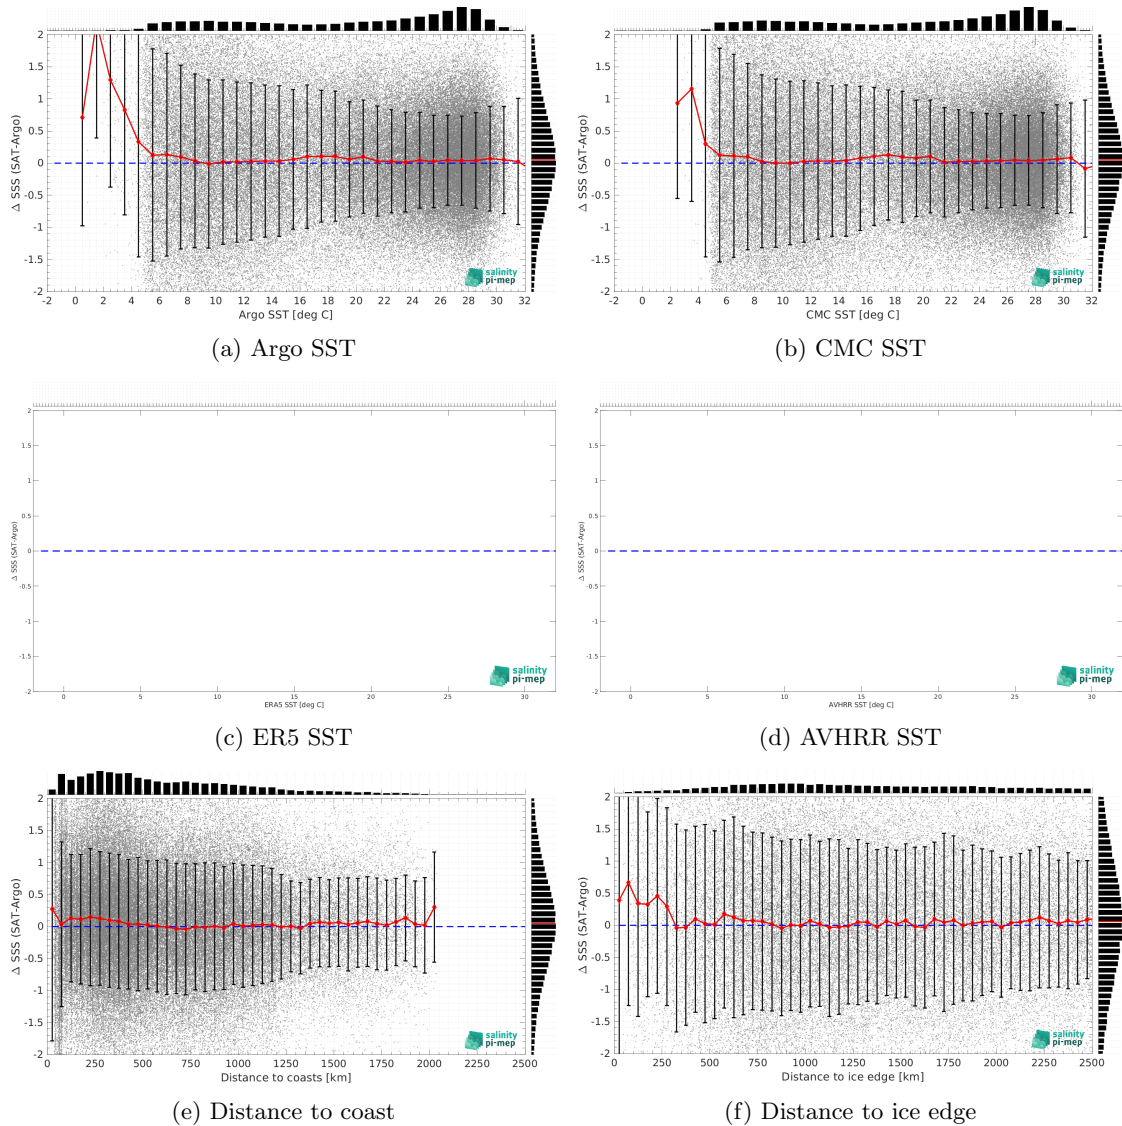 2
1.5
1
0.5
0
-0.5
-1
-1.5
-2
Δ SSS (SAT-Argo)
salinity
pi-mep
-2 0 2 4 6 8 10 12 14 16 18 20 22 24 26 28 30 32
Argo SST [deg C]
(a) Argo SST
2
1.5
1
0.5
0
-0.5
-1
-1.5
-2
Δ SSS (SAT-Argo)
salinity
pi-mep
-2 0 2 4 6 8 10 12 14 16 18 20 22 24 26 28 30 32
CMC SST [deg C]
(b) CMC SST
2
1.5
1
0.5
0
-0.5
-1
-1.5
-2
Δ SSS (SAT-Argo)
salinity
pi-mep
0 5 10 15 20 25 30
ERA5 SST [deg C]
(c) ER5 SST
2
1.5
1
0.5
0
-0.5
-1
-1.5
-2
Δ SSS (SAT-Argo)
salinity
pi-mep
0 5 10 15 20 25 30
AVHRR SST [deg C]
(d) AVHRR SST
2
1.5
1
0.5
0
-0.5
-1
-1.5
-2
Δ SSS (SAT-Argo)
salinity
pi-mep
0 250 500 750 1000 1250 1500 1750 2000 2250 2500
Distance to coasts [km]
(e) Distance to coast
2
1.5
1
0.5
0
-0.5
-1
-1.5
-2
Δ SSS (SAT-Argo)
salinity
pi-mep
0 250 500 750 1000 1250 1500 1750 2000 2250 2500
Distance to ice edge [km]
(f) Distance to ice edge